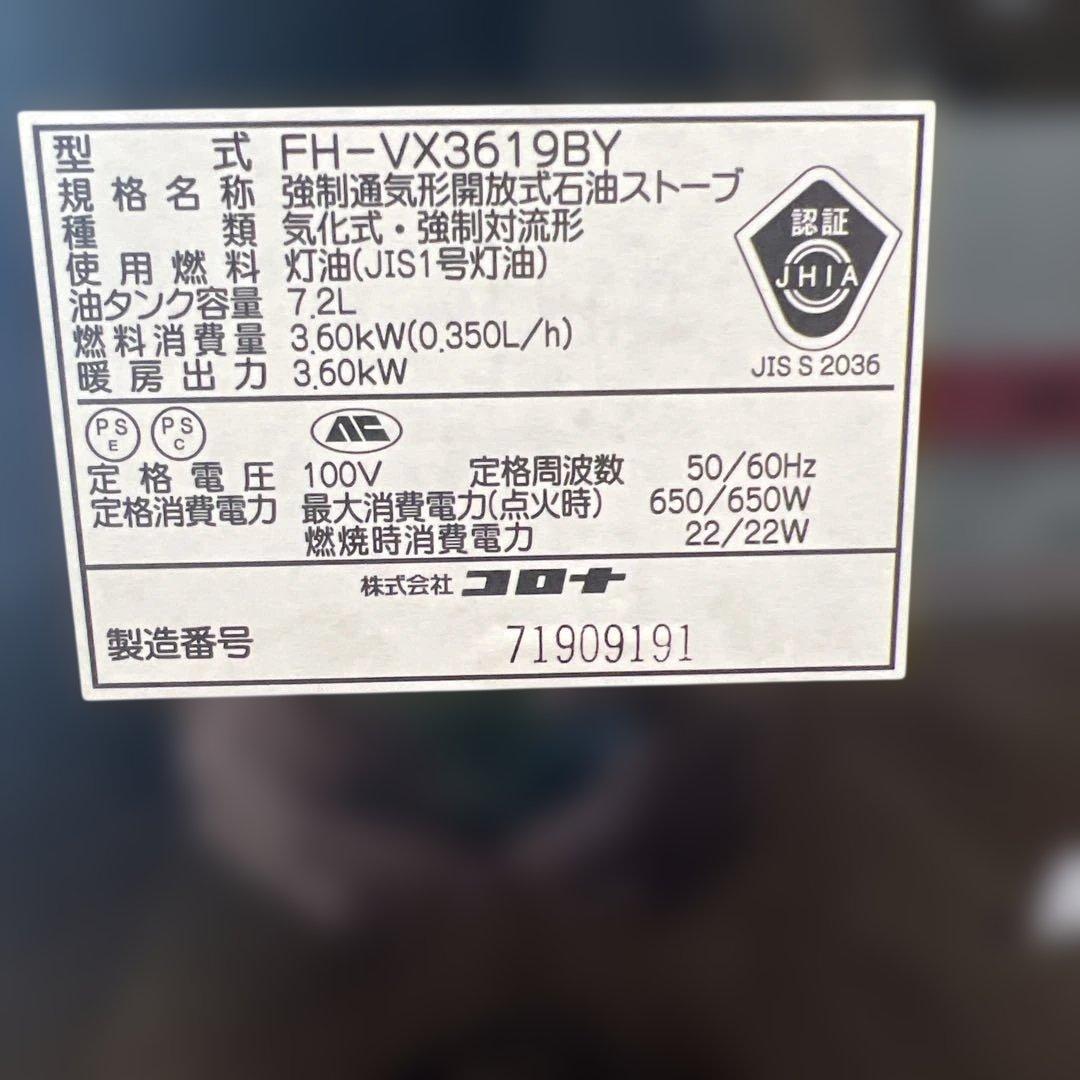 型式 FH-VX3619BY
規格名称 強制通気形開放式石油ストーブ
種類 気化式・強制対流形
使用燃料 灯油(JIS1号灯油)
油タンク容量 7.2L
燃料消費量 3.60kW(0.350L/h)
暖房出力 3.60kW
認証
JHIA
JIS S 2036
PS E PS C
定格電圧 100V 定格周波数 50/60Hz
定格消費電力 最大消費電力(点火時) 650/650W
燃焼時消費電力 22/22W
株式会社 コロナ
製造番号 71909191